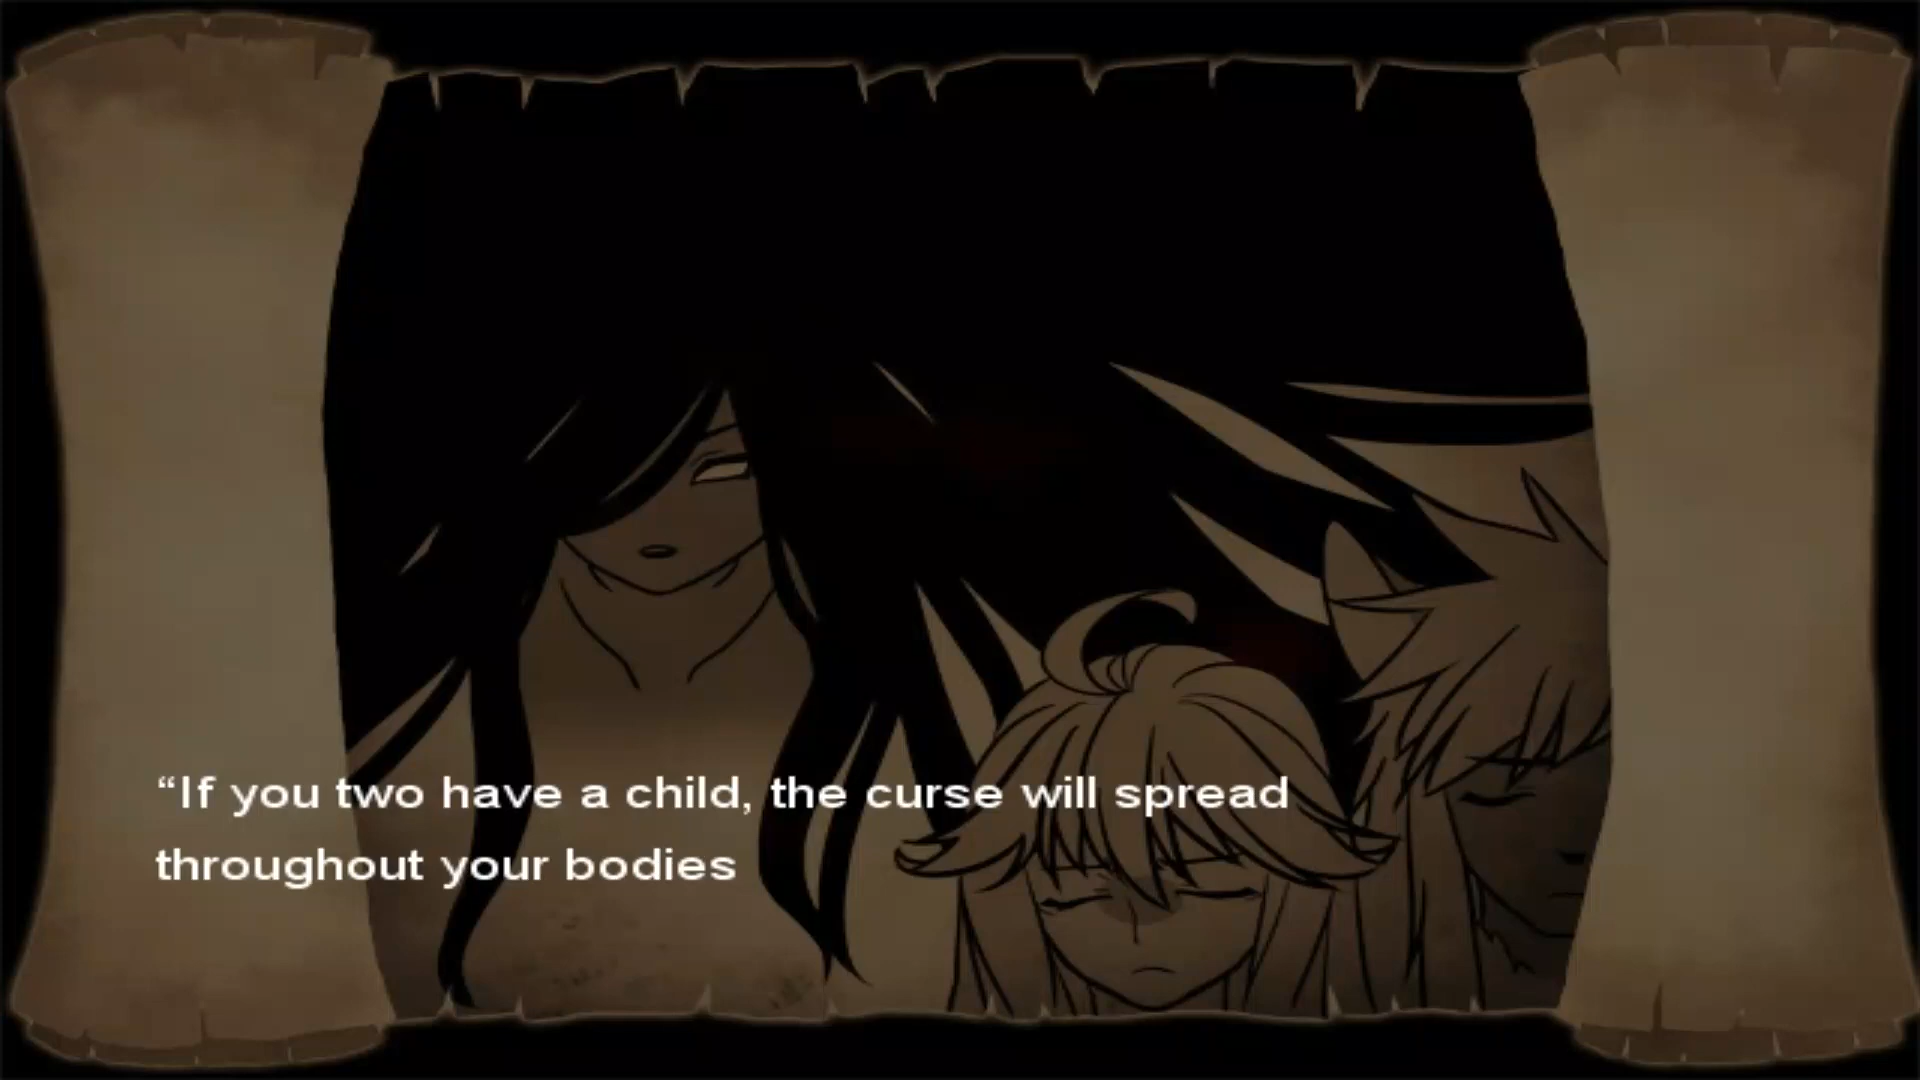 “If you two have a child, the curse will spread
throughout your bodies